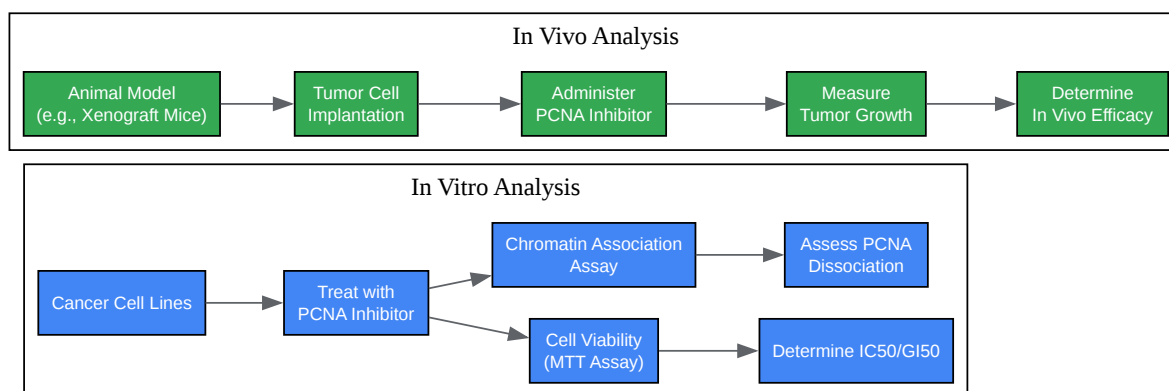 In Vivo Analysis
Animal Model
(e.g., Xenograft Mice)
Tumor Cell
Implantation
Administer
PCNA Inhibitor
Measure
Tumor Growth
Determine
In Vivo Efficacy
In Vitro Analysis
Cancer Cell Lines
Treat with
PCNA Inhibitor
Chromatin Association
Assay
Assess PCNA
Dissociation
Cell Viability
(MTT Assay)
Determine IC50/GI50